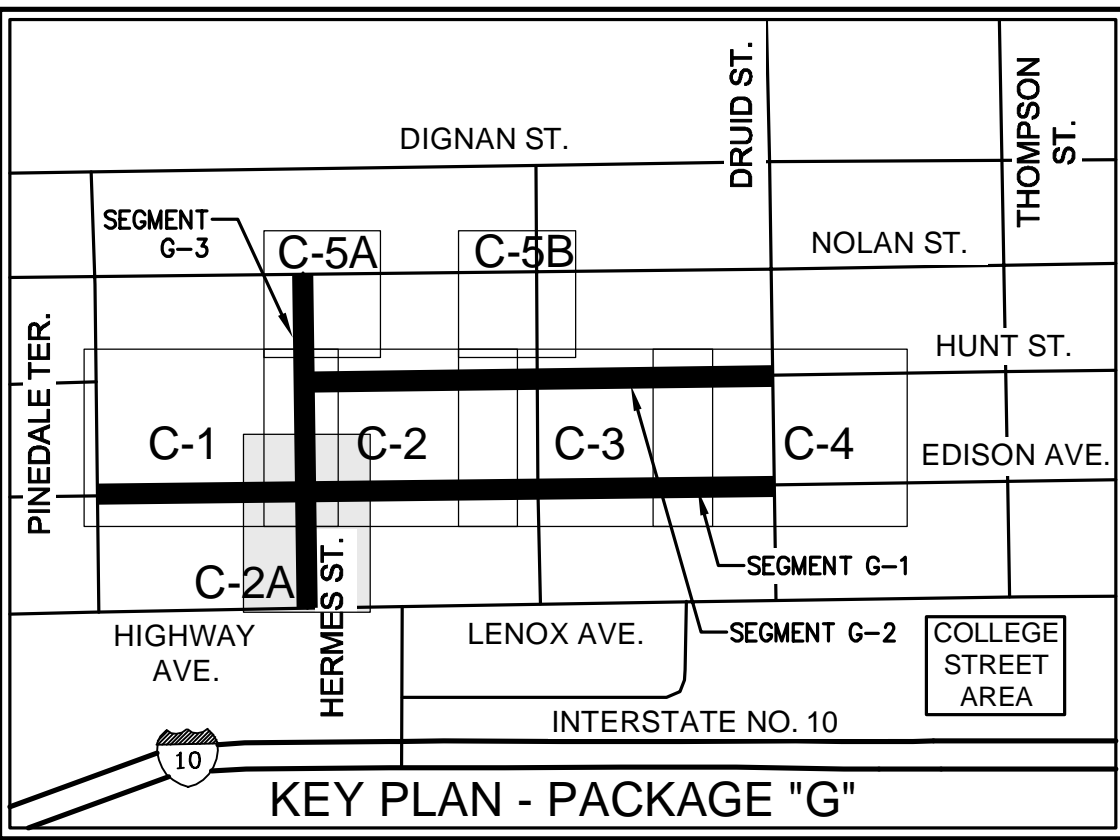 DIGNAN ST.
DRUID ST.
THOMPSON
ST.
SEGMENT
G-3
C-5A
C-5B
NOLAN ST.
PINEDALE TER.
HUNT ST.
C-1
C-2
C-3
C-4
EDISON AVE.
C-2A
HERMES ST.
SEGMENT G-1
HIGHWAY
AVE.
LENOX AVE.
SEGMENT G-2
COLLEGE
STREET
AREA
INTERSTATE NO. 10
10
KEY PLAN - PACKAGE "G"